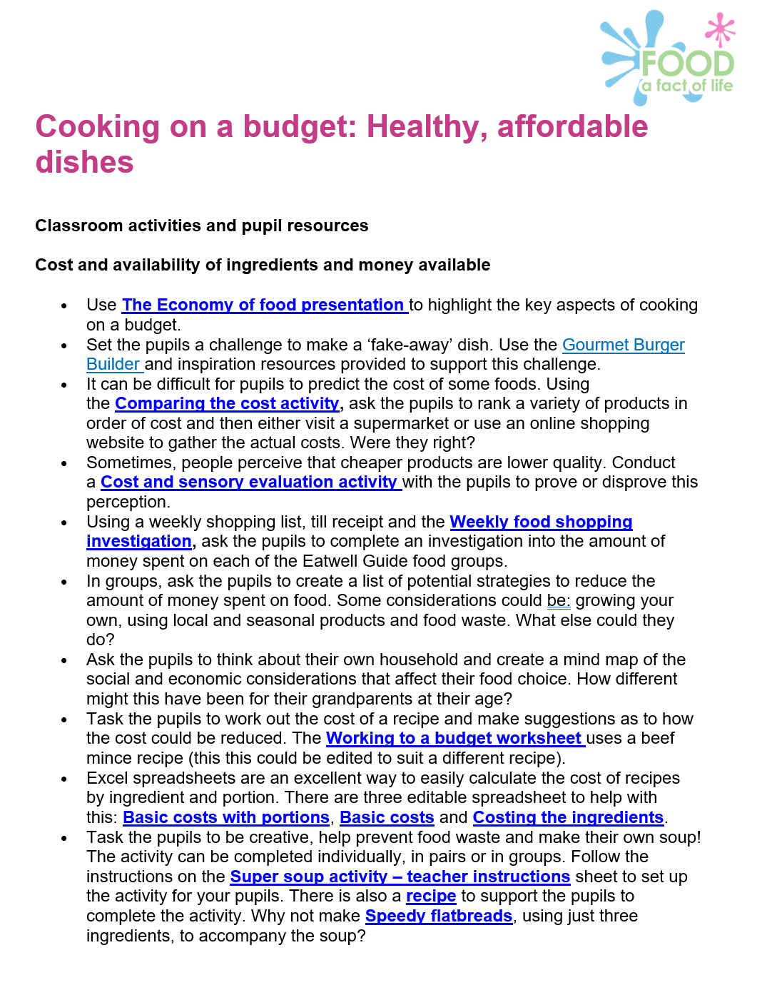 FOOD
a fact of life
Cooking on a budget: Healthy, affordable
dishes
Classroom activities and pupil resources
Cost and availability of ingredients and money available
• Use The Economy of food presentation to highlight the key aspects of cooking
on a budget.
• Set the pupils a challenge to make a ‘fake-away’ dish. Use the Gourmet Burger
Builder and inspiration resources provided to support this challenge.
• It can be difficult for pupils to predict the cost of some foods. Using
the Comparing the cost activity, ask the pupils to rank a variety of products in
order of cost and then either visit a supermarket or use an online shopping
website to gather the actual costs. Were they right?
• Sometimes, people perceive that cheaper products are lower quality. Conduct
a Cost and sensory evaluation activity with the pupils to prove or disprove this
perception.
• Using a weekly shopping list, till receipt and the Weekly food shopping
investigation, ask the pupils to complete an investigation into the amount of
money spent on each of the Eatwell Guide food groups.
• In groups, ask the pupils to create a list of potential strategies to reduce the
amount of money spent on food. Some considerations could be: growing your
own, using local and seasonal products and food waste. What else could they
do?
• Ask the pupils to think about their own household and create a mind map of the
social and economic considerations that affect their food choice. How different
might this have been for their grandparents at their age?
• Task the pupils to work out the cost of a recipe and make suggestions as to how
the cost could be reduced. The Working to a budget worksheet uses a beef
mince recipe (this this could be edited to suit a different recipe).
• Excel spreadsheets are an excellent way to easily calculate the cost of recipes
by ingredient and portion. There are three editable spreadsheet to help with
this: Basic costs with portions, Basic costs and Costing the ingredients.
• Task the pupils to be creative, help prevent food waste and make their own soup!
The activity can be completed individually, in pairs or in groups. Follow the
instructions on the Super soup activity – teacher instructions sheet to set up
the activity for your pupils. There is also a recipe to support the pupils to
complete the activity. Why not make Speedy flatbreads, using just three
ingredients, to accompany the soup?